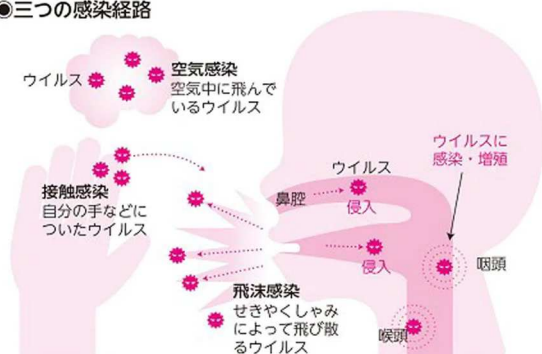 ◉三つの感染経路
ウイルス
空気感染
空気中に飛んで
いるウイルス
接触感染
自分の手などに
ついたウイルス
飛沫感染
せきやくしゃみ
によって飛び散
るウイルス
鼻腔
ウイルス
侵入
侵入
ウイルスに
感染・増殖
咽頭
喉頭